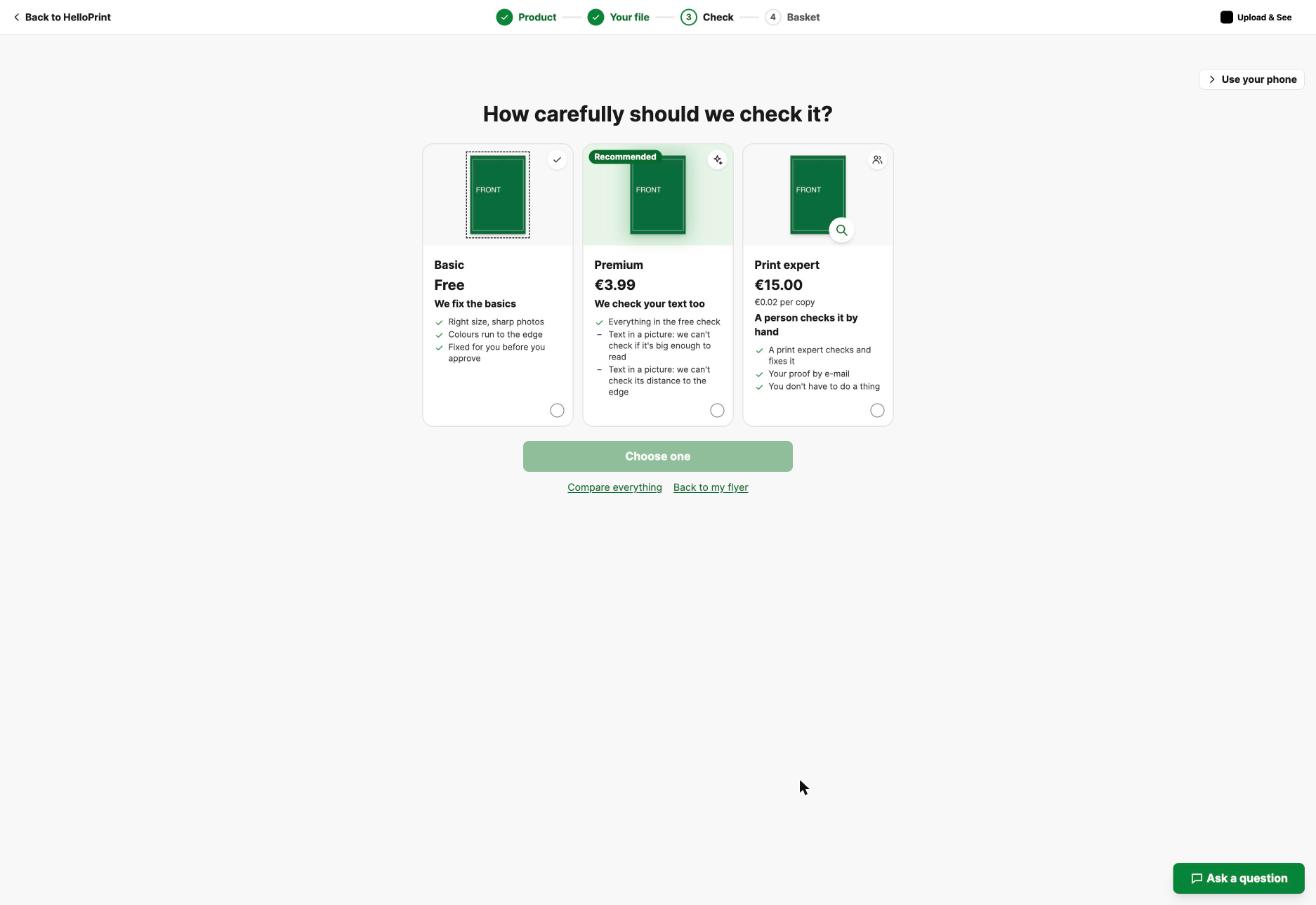 Back to HelloPrint
Product
Your file
3 Check
4 Basket
Upload & See
Use your phone
How carefully should we check it?
FRONT
Basic
Free
We fix the basics
Right size, sharp photos
Colours run to the edge
Fixed for you before you
approve
Recommended
FRONT
Premium
€3.99
We check your text too
Everything in the free check
– Text in a picture: we can't
check if it's big enough to
read
– Text in a picture: we can't
check its distance to the
edge
FRONT
Print expert
€15.00
€0.02 per copy
A person checks it by
hand
A print expert checks and
fixes it
Your proof by e-mail
You don't have to do a thing
Choose one
Compare everything
Back to my flyer
Ask a question